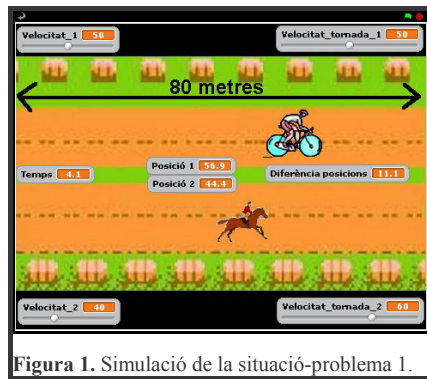 Velocitat_1 50
Velocitat_tornada_1 50
80 metres
Temps 4.1
Posició 1 56.9
Posició 2 44.4
Diferència posicions 11.1
Velocitat_2 40
Velocitat_tornada_2 60
Figura 1. Simulació de la situació-problema 1.